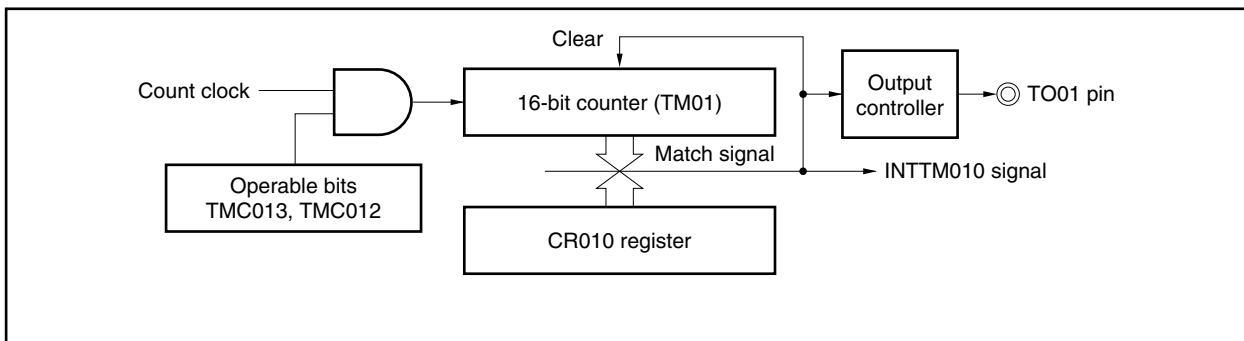 Clear
Count clock
16-bit counter (TM01)
Output
controller
TO01 pin
Match signal
INTTM010 signal
Operable bits
TMC013, TMC012
CR010 register